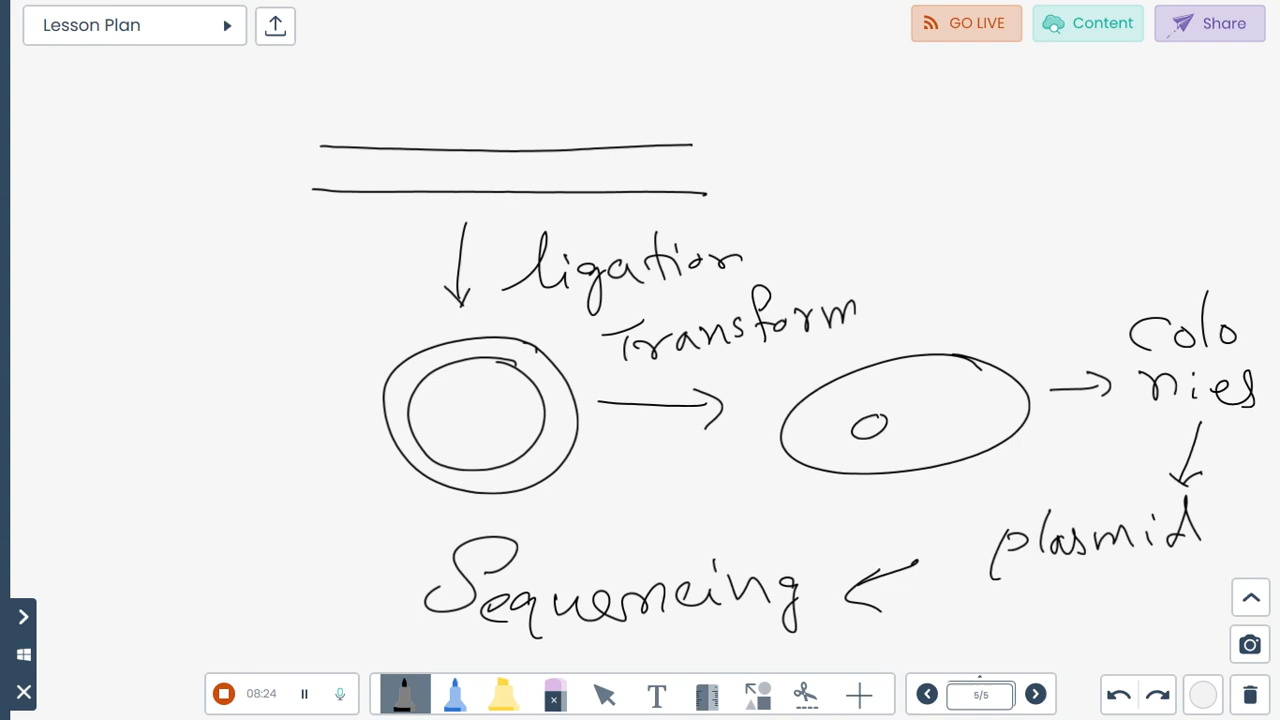 Lesson Plan
GO LIVE
Content
Share
ligation
Transform
Colo
nies
plasmid
Sequencing
08:24
T
5/5